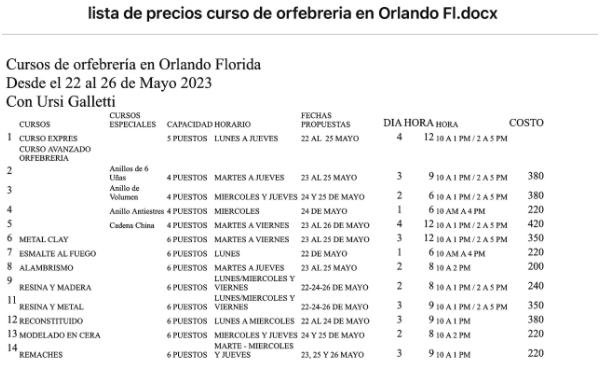 lista de precios curso de orfebreria en Orlando Fl.docx
Cursos de orfebrería en Orlando Florida
Desde el 22 al 26 de Mayo 2023
Con Ursi Galletti
CURSOS CURSOS ESPECIALES CAPACIDAD HORARIO FECHAS PROPUESTAS DIA HORA HORA COSTO
1 CURSO EXPRES 5 PUESTOS LUNES A JUEVES 22 AL 25 MAYO 4 12 10 A 1 PM / 2 A 5 PM
CURSO AVANZADO ORFEBRERIA
2 Anillos de 6 Uñas 4 PUESTOS MARTES A JUEVES 23 AL 25 MAYO 3 9 10 A 1 PM / 2 A 5 PM 380
3 Anillo de Volumen 4 PUESTOS MIERCOLES Y JUEVES 24 Y 25 DE MAYO 2 6 10 A 1 PM / 2 A 5 PM 380
4 Anillo Antiestres 4 PUESTOS MIERCOLES 24 DE MAYO 1 6 10 AM A 4 PM 220
5 Cadena China 4 PUESTOS MARTES A VIERNES 23 AL 26 DE MAYO 4 12 10 A 1 PM / 2 A 5 PM 420
6 METAL CLAY 6 PUESTOS MARTES A VIERNES 23 AL 25 DE MAYO 3 12 10 A 1 PM / 2 A 5 PM 350
7 ESMALTE AL FUEGO 6 PUESTOS LUNES 22 DE MAYO 1 6 10 AM A 4 PM 220
8 ALAMBRISMO 6 PUESTOS MARTES A JUEVES 23 AL 25 MAYO 2 8 10 A 2 PM 200
9 RESINA Y MADERA 6 PUESTOS LUNES/MIERCOLES Y VIERNES 22-24-26 DE MAYO 2 8 10 A 1 PM / 2 A 5 PM 240
11 RESINA Y METAL 6 PUESTOS LUNES/MIERCOLES Y VIERNES 22-24-26 DE MAYO 3 9 10 A 1 PM / 2 A 5 PM 350
12 RECONSTITUIDO 6 PUESTOS LUNES A MIERCOLES 22 AL 24 DE MAYO 3 9 10 A 1 PM 380
13 MODELADO EN CERA 6 PUESTOS MIERCOLES Y JUEVES 24 Y 25 DE MAYO 2 8 10 A 2 PM 220
14 REMACHES 6 PUESTOS MARTE - MIERCOLES Y JUEVES 23, 25 Y 26 MAYO 3 9 10 A 1 PM 220